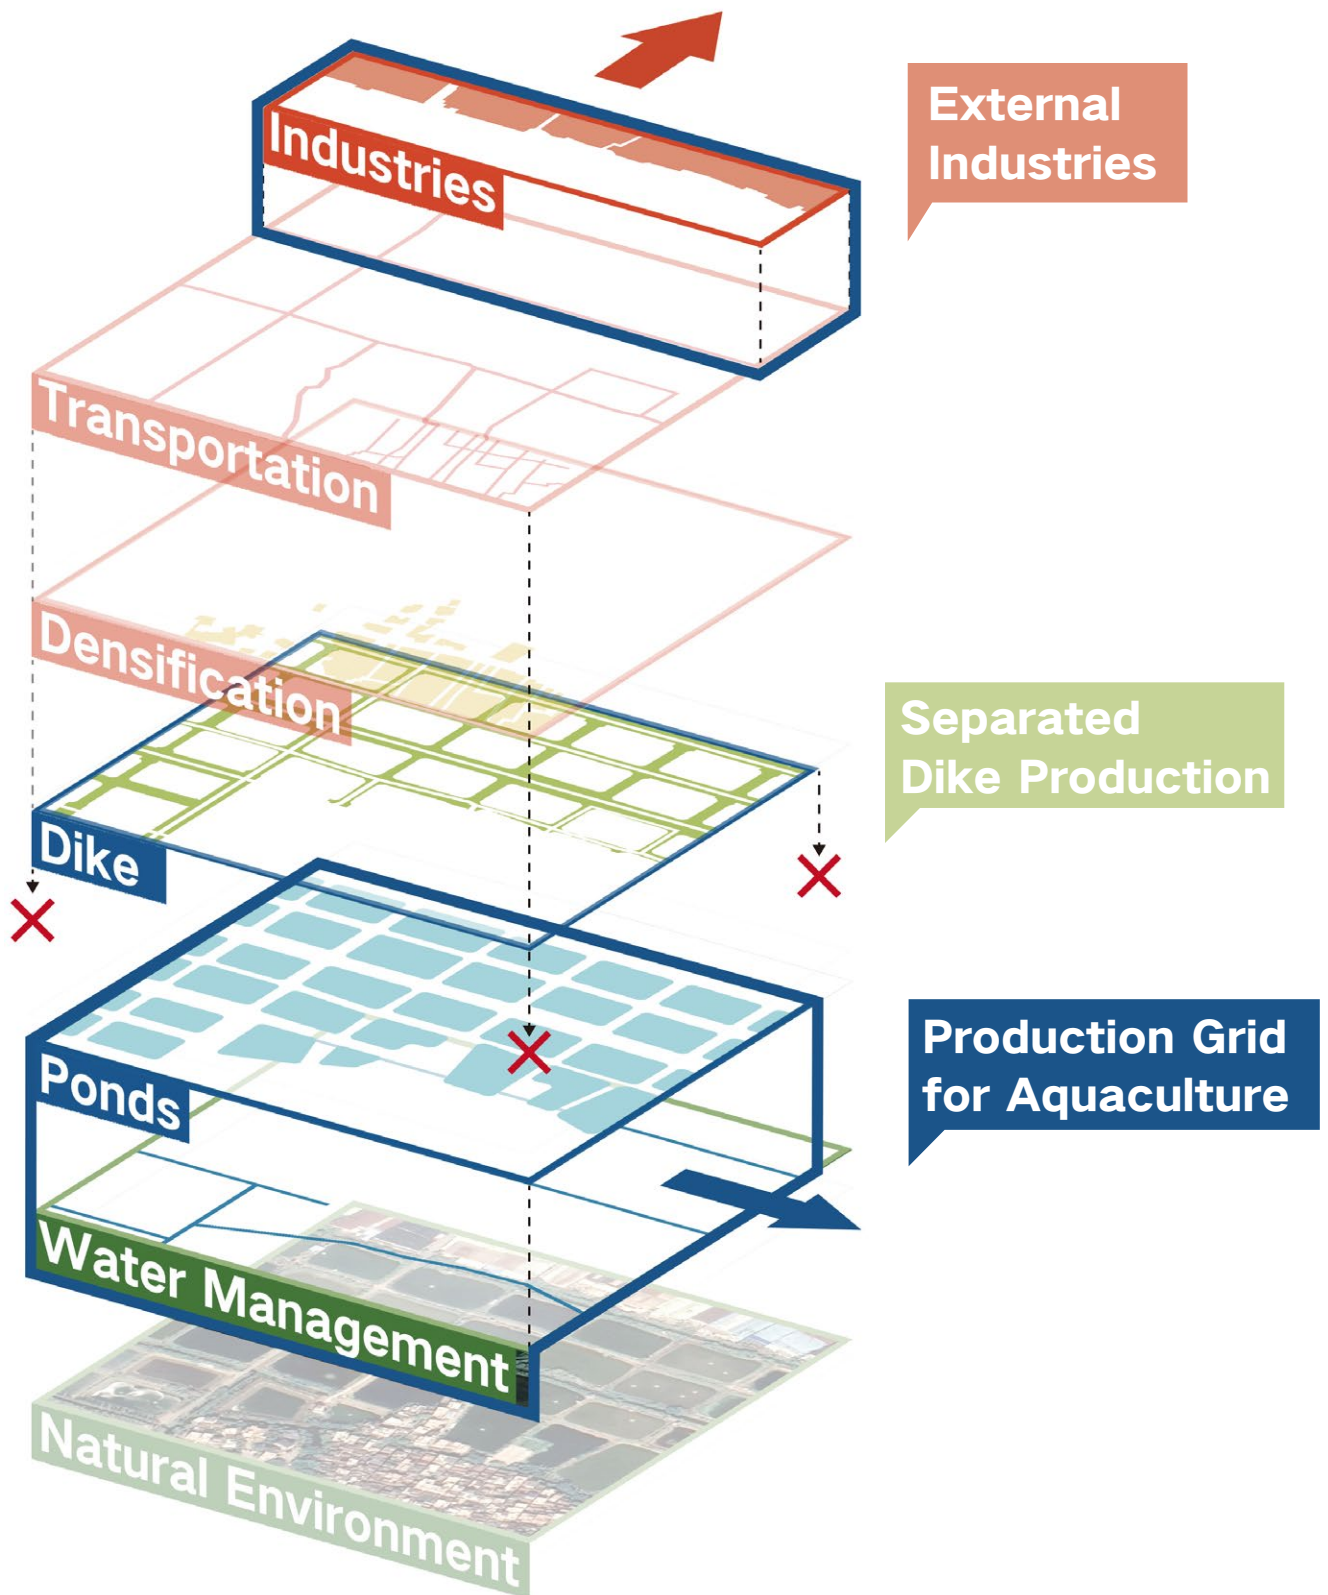 External
Industries
Industries
Transportation
Densification
Separated
Dike Production
Dike
Production Grid
for Aquaculture
Ponds
Water Management
Natural Environment